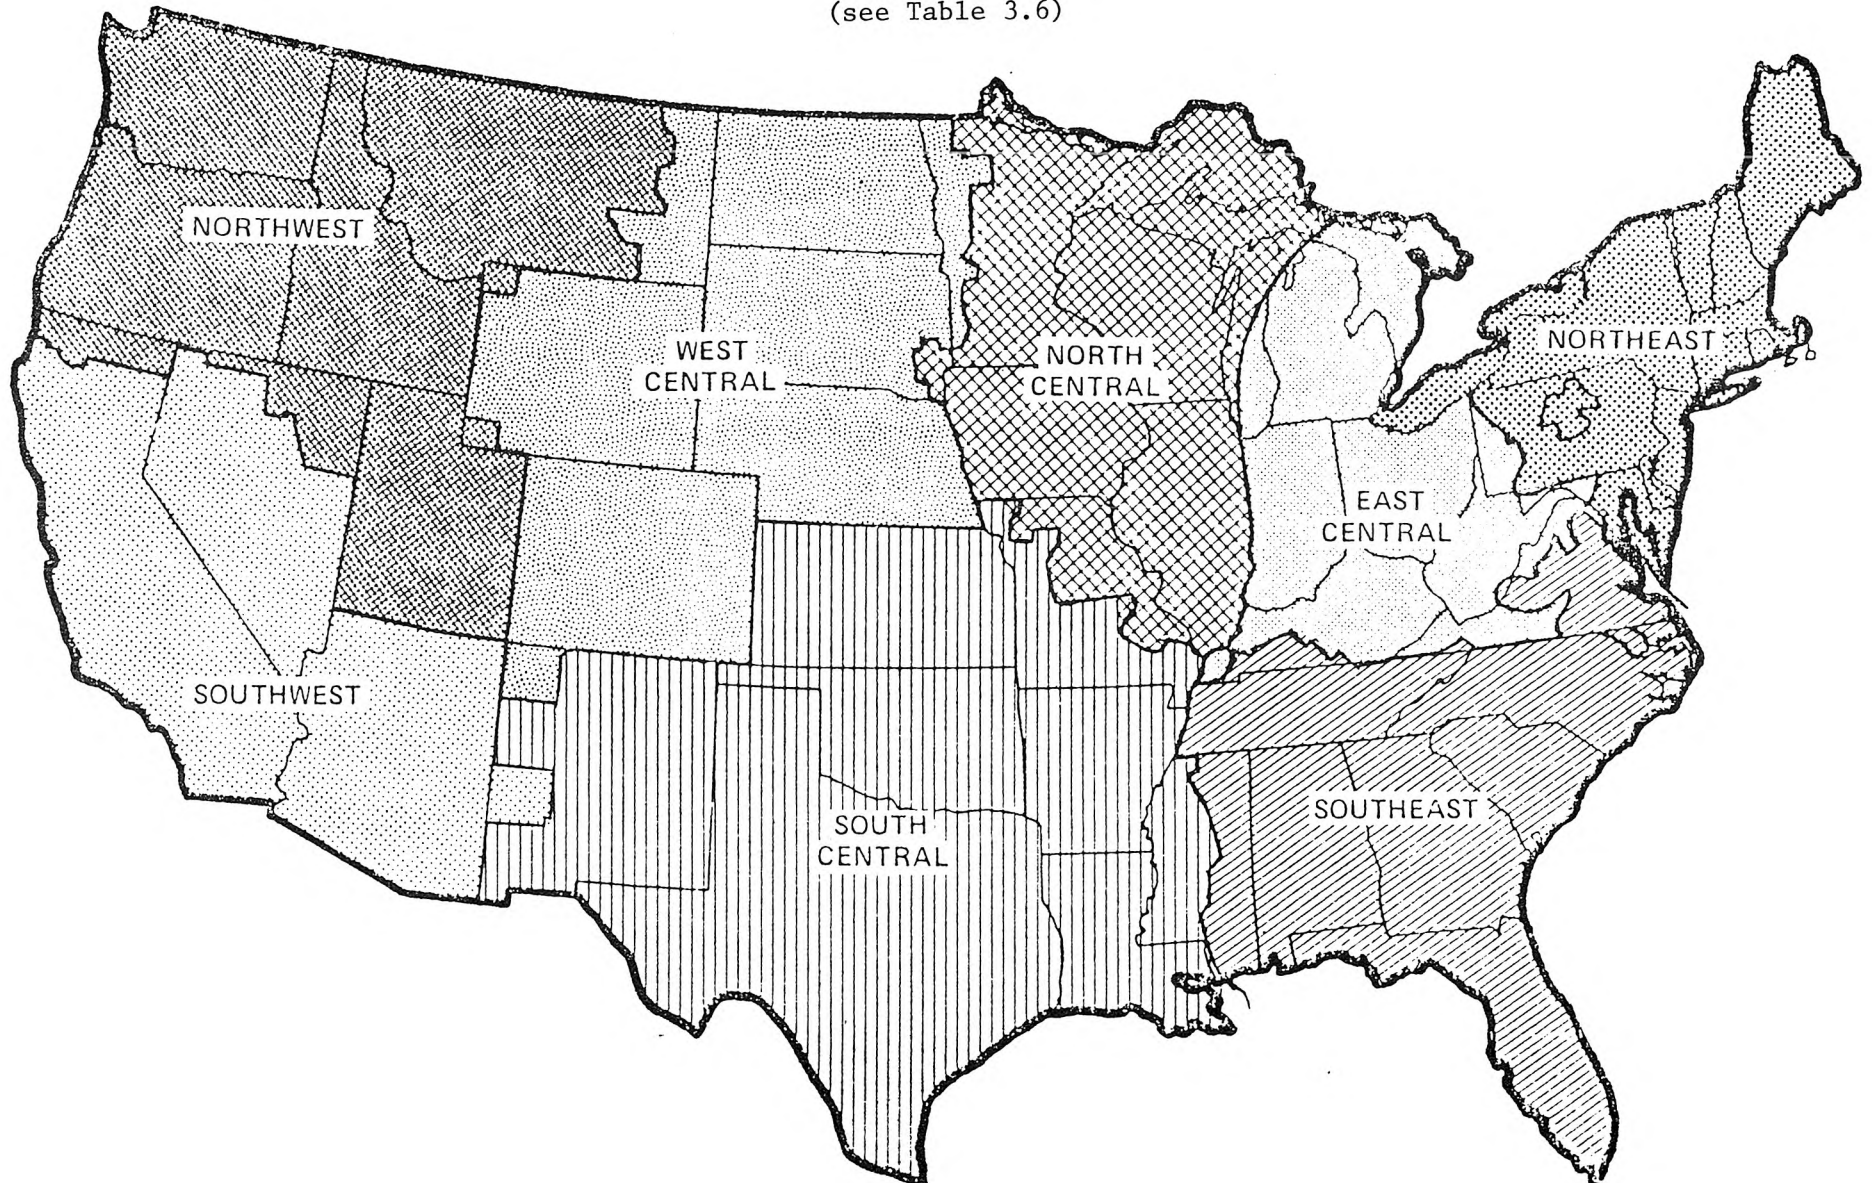 (see Table 3.6)
NORTHWEST
WEST
CENTRAL
NORTH
CENTRAL
NORTHEAST
EAST
CENTRAL
SOUTHWEST
SOUTH
CENTRAL
SOUTHEAST